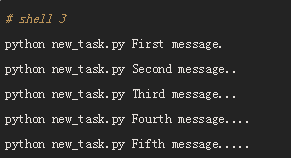 # shell 3
python new_task.py First message.
python new_task.py Second message..
python new_task.py Third message...
python new_task.py Fourth message....
python new_task.py Fifth message.....